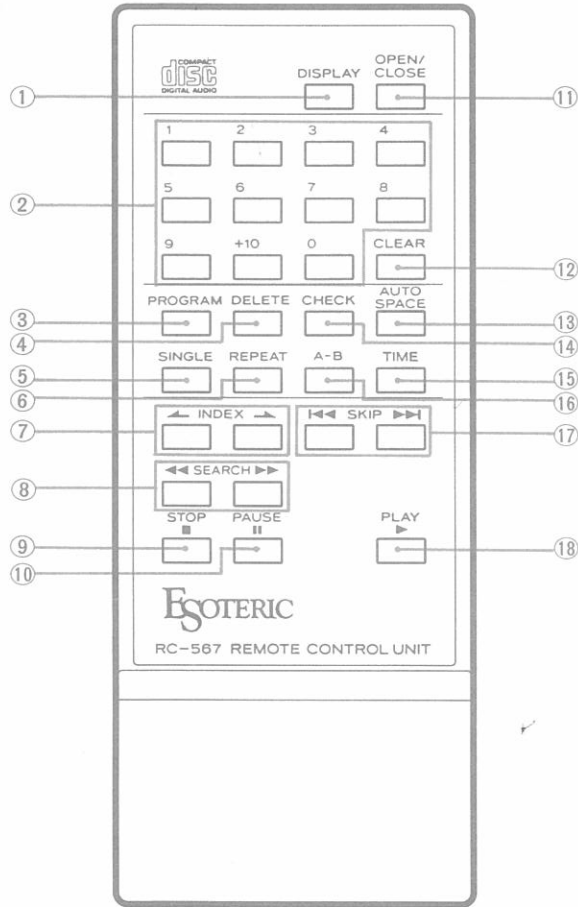 COMPACT
disc
DIGITAL AUDIO
DISPLAY
OPEN/
CLOSE
① ⑪
1 2 3 4
5 6 7 8
②
9 +10 0 CLEAR
⑫
PROGRAM DELETE CHECK AUTO
SPACE
③ ⑬
④ ⑭
SINGLE REPEAT A-B TIME
⑤ ⑮
⑥ ⑯
INDEX ⏮ SKIP ⏭
⑦ ⑰
◀◀ SEARCH ▶▶
⑧
STOP PAUSE PLAY
■ ⏸ ▶
⑨ ⑱
⑩
ESOTERIC
RC-567 REMOTE CONTROL UNIT